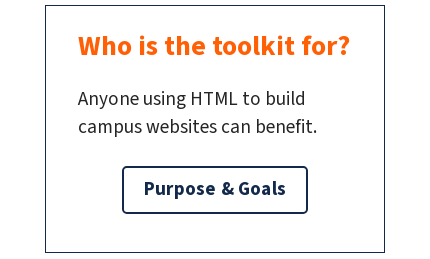 Who is the toolkit for?
Anyone using HTML to build
campus websites can benefit.
Purpose & Goals